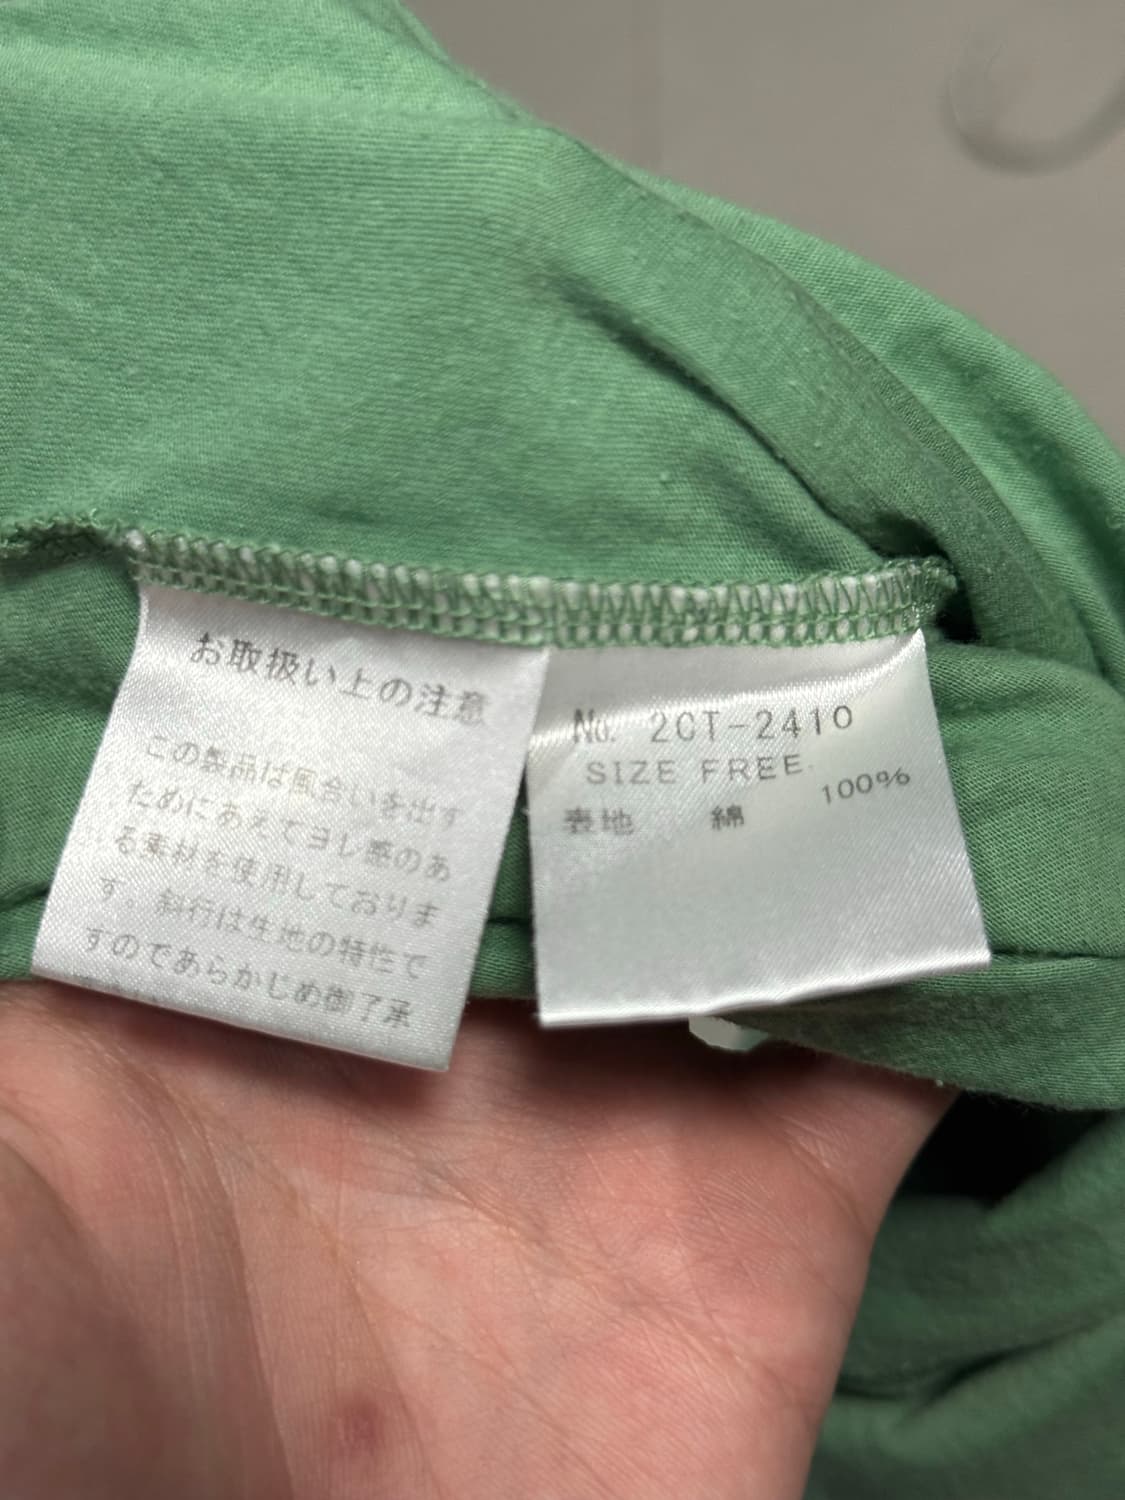 お取扱い上の注意
この製品は風合いを出す
ためにあえてヨレ感のあ
る素材を使用しておりま
す。斜行は生地の特性で
すのであらかじめ御了承
No. 2CT-2410
SIZE FREE
表地 綿 100%